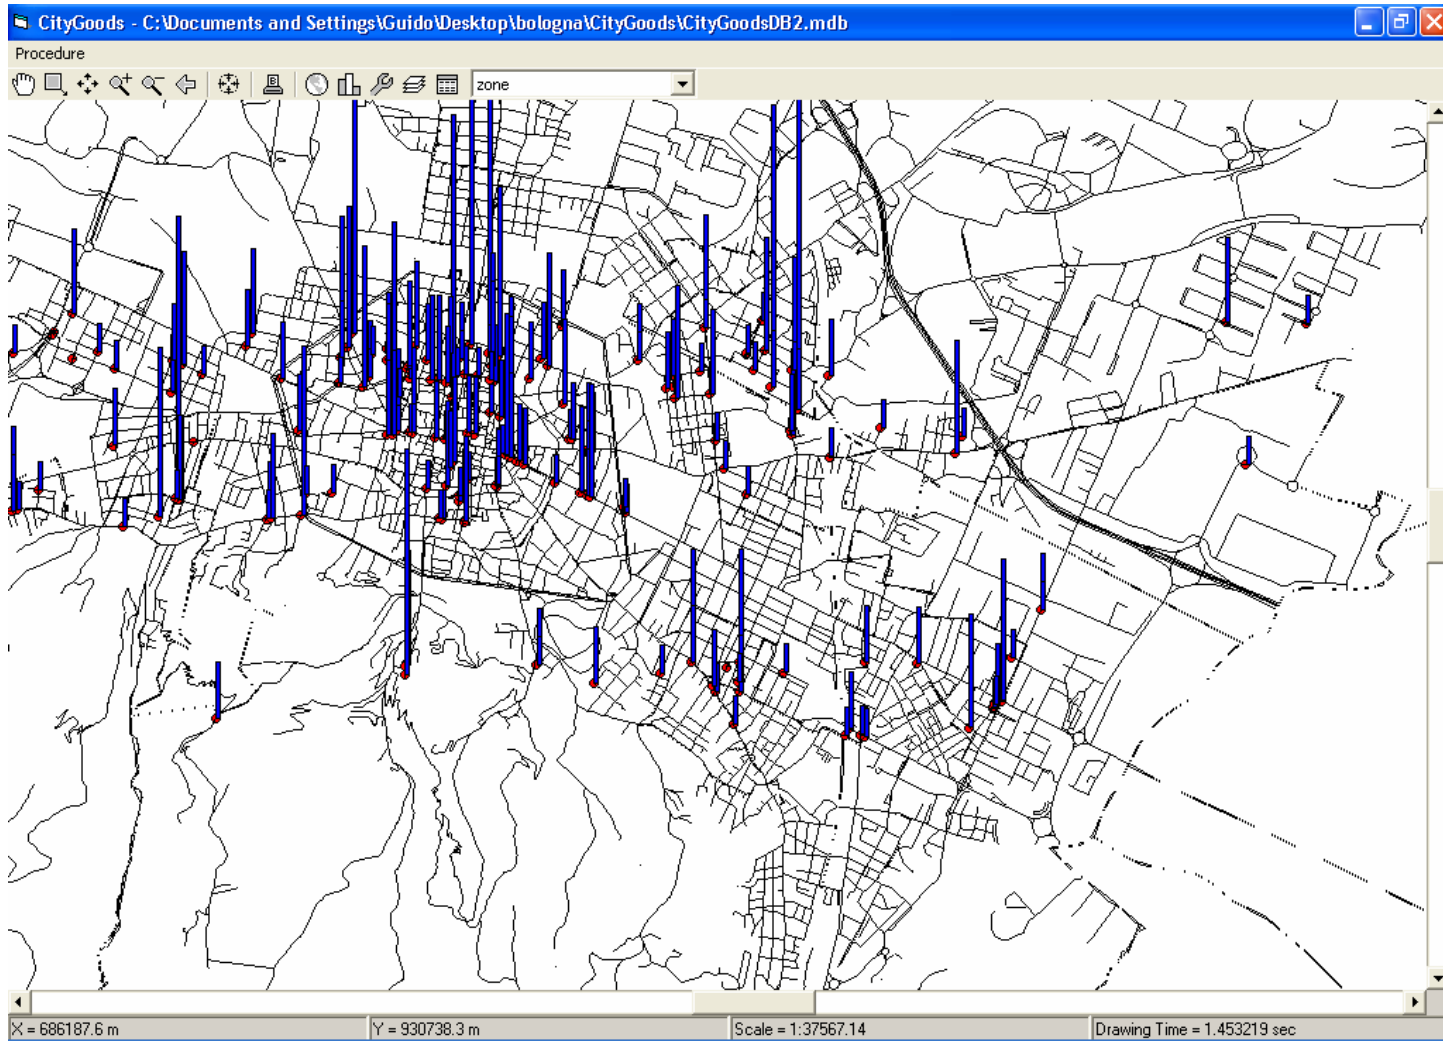 CityGoods - C:\Documents and Settings\Guido\Desktop\bologna\CityGoods\CityGoodsDB2.mdb
Procedure
B
zone
X = 686187.6 m
Y = 930738.3 m
Scale = 1:37567.14
Drawing Time = 1.453219 sec